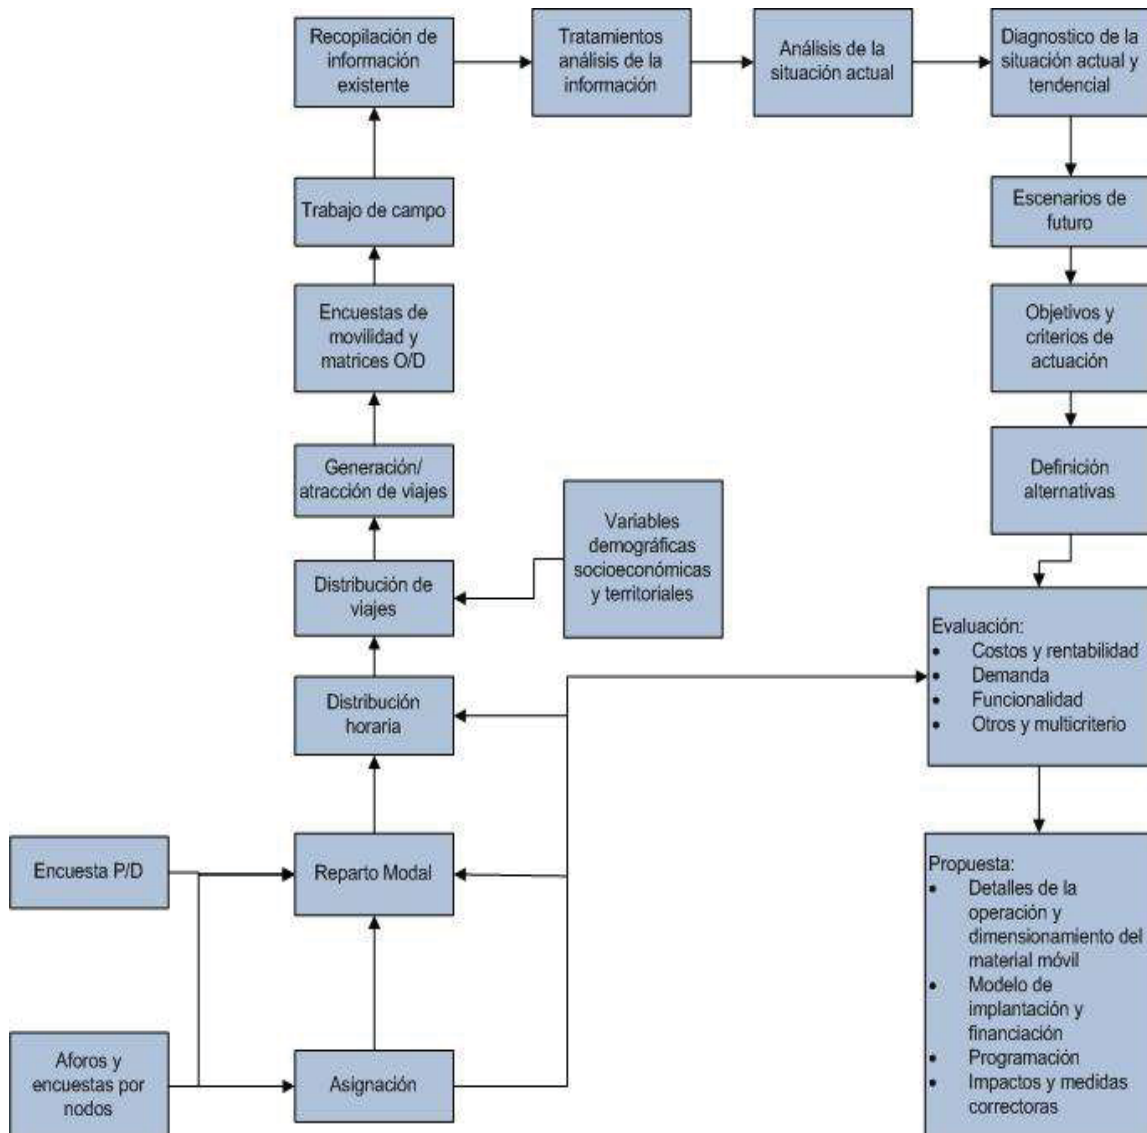 Recopilación de
información
existente
Tratamientos
análisis de la
información
Análisis de la
situación actual
Diagnostico de la
situación actual y
tendencial
Trabajo de campo
Escenarios de
futuro
Encuestas de
movilidad y
matrices O/D
Objetivos y
criterios de
actuación
Generación/
atracción de viajes
Definición
alternativas
Variables
demográficas
socioeconómicas
y territoriales
Distribución de
viajes
Evaluación:
• Costos y rentabilidad
• Demanda
• Funcionalidad
• Otros y multicriterio
Distribución
horaria
Encuesta P/D
Reparto Modal
Propuesta:
• Detalles de la
operación y
dimensionamiento del
material móvil
• Modelo de
implantación y
financiación
• Programación
• Impactos y medidas
correctoras
Aforos y
encuestas por
nodos
Asignación